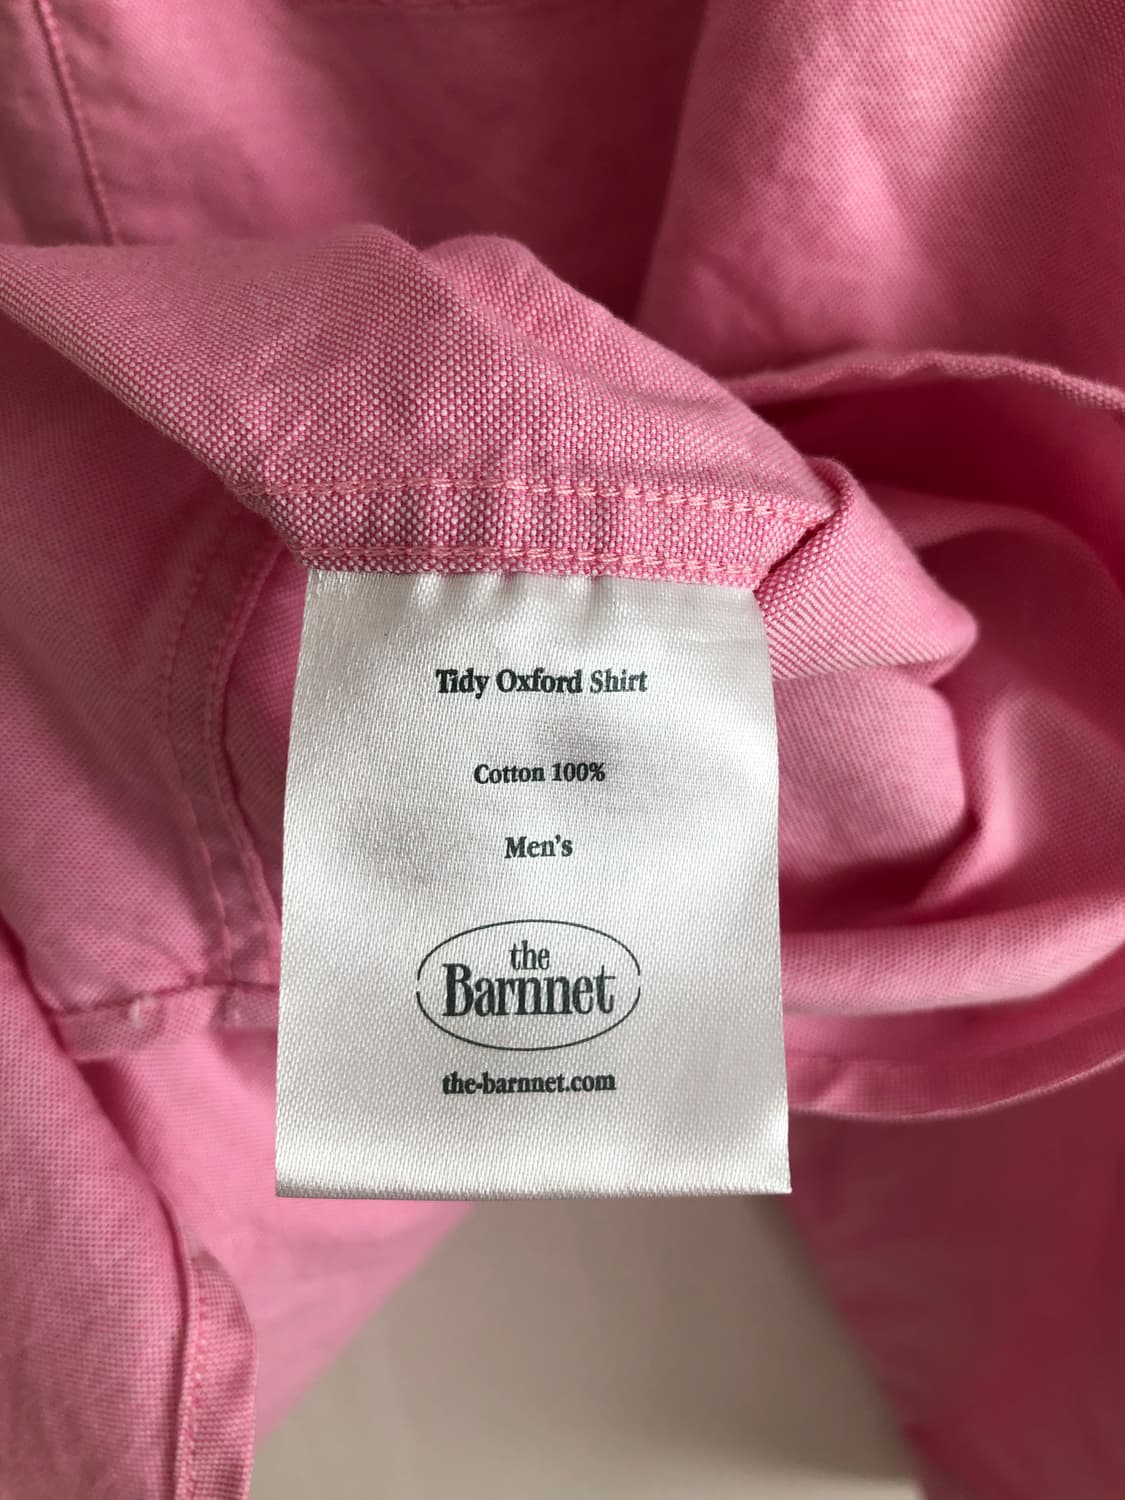 Tidy Oxford Shirt
Cotton 100%
Men's
the
Barnnet
the-barnnet.com